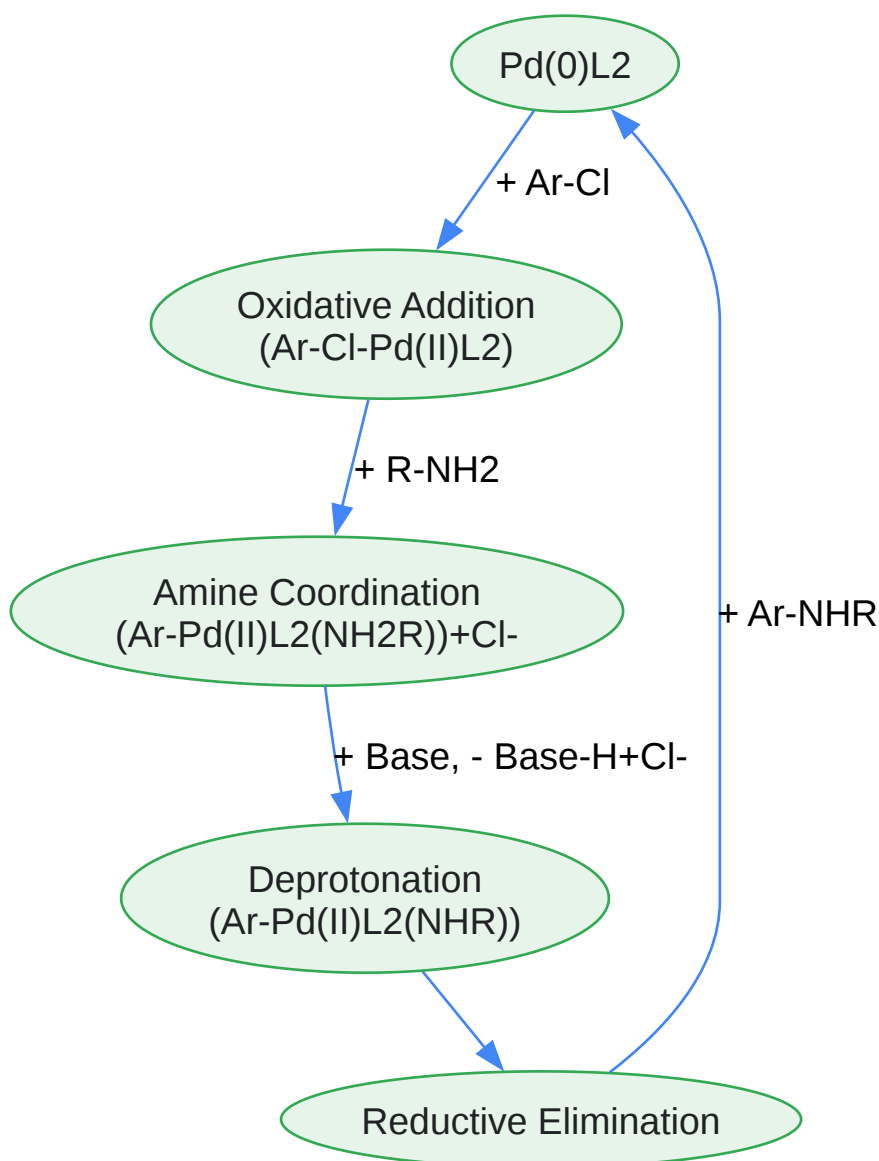 Pd(0)L2
+ Ar-Cl
Oxidative Addition
(Ar-Cl-Pd(II)L2)
+ R-NH2
Amine Coordination
(Ar-Pd(II)L2(NH2R))+Cl-
+ Ar-NHR
+ Base, - Base-H+Cl-
Deprotonation
(Ar-Pd(II)L2(NHR))
Reductive Elimination